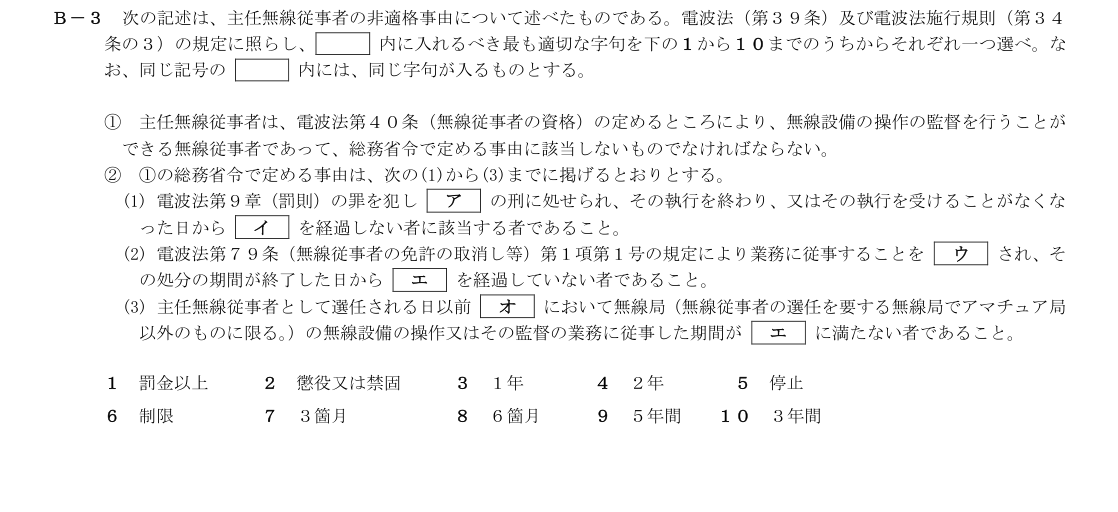 Ｂ－３　次の記述は、主任無線従事者の非適格事由について述べたものである。電波法（第３９条）及び電波法施行規則（第３４
条の３）の規定に照らし、　　　内に入れるべき最も適切な字句を下の１から１０までのうちからそれぞれ一つ選べ。な
お、同じ記号の　　　内には、同じ字句が入るものとする。
①　主任無線従事者は、電波法第４０条（無線従事者の資格）の定めるところにより、無線設備の操作の監督を行うことが
できる無線従事者であって、総務省令で定める事由に該当しないものでなければならない。
②　①の総務省令で定める事由は、次の(1)から(3)までに掲げるとおりとする。
(1) 電波法第９章（罰則）の罪を犯し　ア　の刑に処せられ、その執行を終わり、又はその執行を受けることがなくな
った日から　イ　を経過しない者に該当する者であること。
(2) 電波法第７９条（無線従事者の免許の取消し等）第１項第１号の規定により業務に従事することを　ウ　され、そ
の処分の期間が終了した日から　エ　を経過していない者であること。
(3) 主任無線従事者として選任される日以前　オ　において無線局（無線従事者の選任を要する無線局でアマチュア局
以外のものに限る。）の無線設備の操作又はその監督の業務に従事した期間が　エ　に満たない者であること。
１　罰金以上　２　懲役又は禁固　３　１年　４　２年　５　停止
６　制限　７　３箇月　８　６箇月　９　５年間　１０　３年間